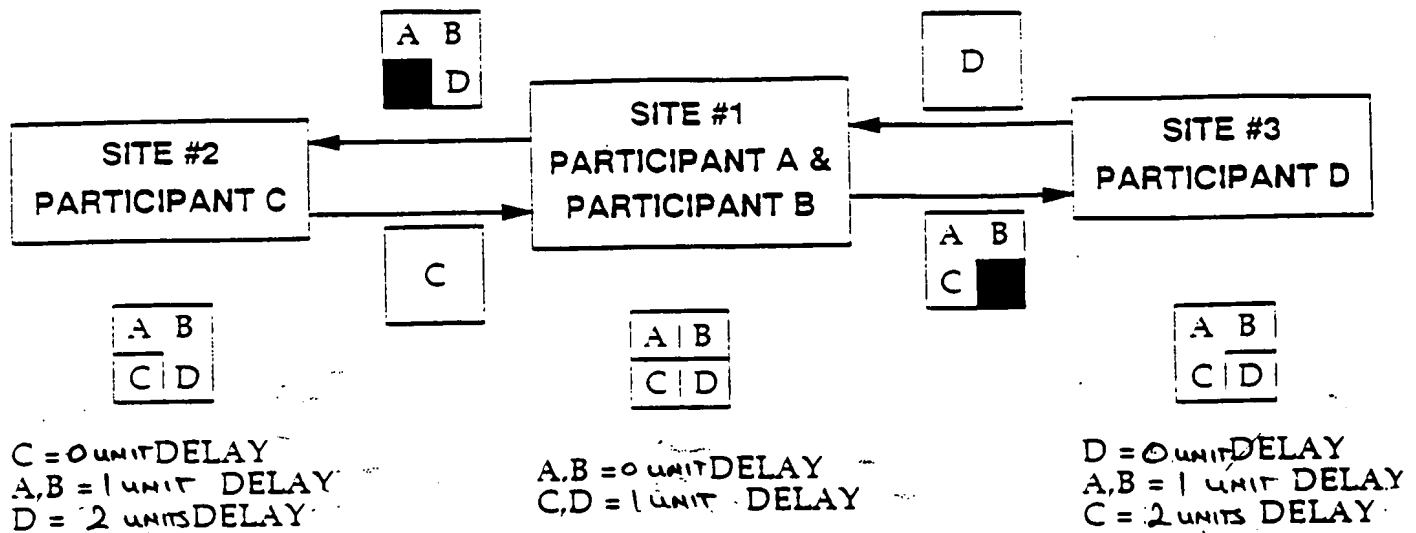 A B
D
D
SITE #2
PARTICIPANT C
SITE #1
PARTICIPANT A &
PARTICIPANT B
SITE #3
PARTICIPANT D
C
A B
C
A B
C D
A B
C D
A B
C D
C = 0 UNIT DELAY
A,B = 1 UNIT DELAY
D = 2 UNITS DELAY
A,B = 0 UNIT DELAY
C,D = 1 UNIT DELAY
D = 0 UNIT DELAY
A,B = 1 UNIT DELAY
C = 2 UNITS DELAY